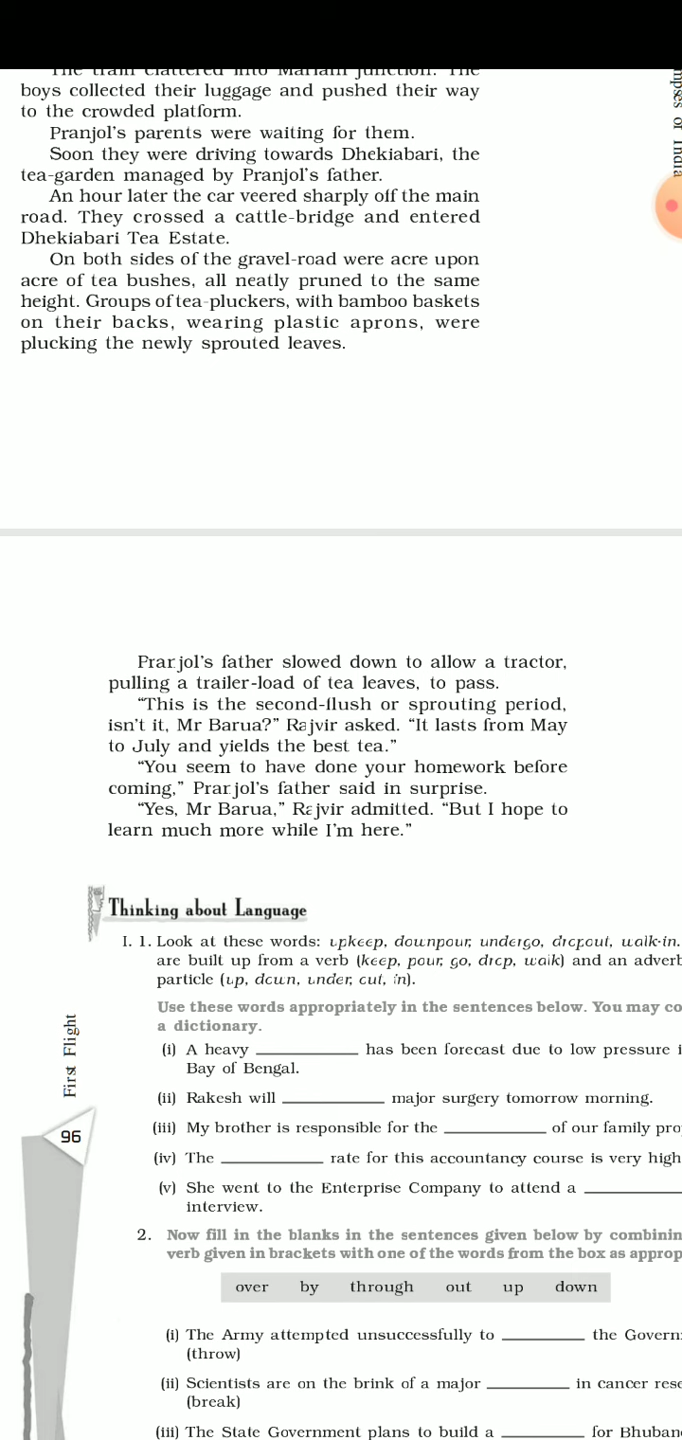 The train clattered into Mariani junction. The
boys collected their luggage and pushed their way
to the crowded platform.
Pranjol's parents were waiting for them.
Soon they were driving towards Dhekiabari, the
tea-garden managed by Pranjol's father.
An hour later the car veered sharply off the main
road. They crossed a cattle-bridge and entered
Dhekiabari Tea Estate.
On both sides of the gravel-road were acre upon
acre of tea bushes, all neatly pruned to the same
height. Groups of tea-pluckers, with bamboo baskets
on their backs, wearing plastic aprons, were
plucking the newly sprouted leaves.
mpses of India
Pranjol's father slowed down to allow a tractor,
pulling a trailer-load of tea leaves, to pass.
“This is the second-flush or sprouting period,
isn't it, Mr Barua?” Rajvir asked. “It lasts from May
to July and yields the best tea.”
“You seem to have done your homework before
coming,” Pranjol's father said in surprise.
“Yes, Mr Barua,” Rajvir admitted. “But I hope to
learn much more while I'm here.”
Thinking about Language
I. 1. Look at these words: upkeep, downpour, undergo, dropout, walk-in.
are built up from a verb (keep, pour, go, drop, walk) and an adverb
particle (up, down, under, out, in).
Use these words appropriately in the sentences below. You may co
a dictionary.
(i) A heavy __________ has been forecast due to low pressure i
Bay of Bengal.
(ii) Rakesh will __________ major surgery tomorrow morning.
(iii) My brother is responsible for the __________ of our family pro
(iv) The __________ rate for this accountancy course is very high
(v) She went to the Enterprise Company to attend a __________
interview.
2. Now fill in the blanks in the sentences given below by combinin
verb given in brackets with one of the words from the box as approp
over by through out up down
(i) The Army attempted unsuccessfully to ________ the Govern
(throw)
(ii) Scientists are on the brink of a major ________ in cancer rese
(break)
(iii) The State Government plans to build a ________ for Bhuban
First Flight
96